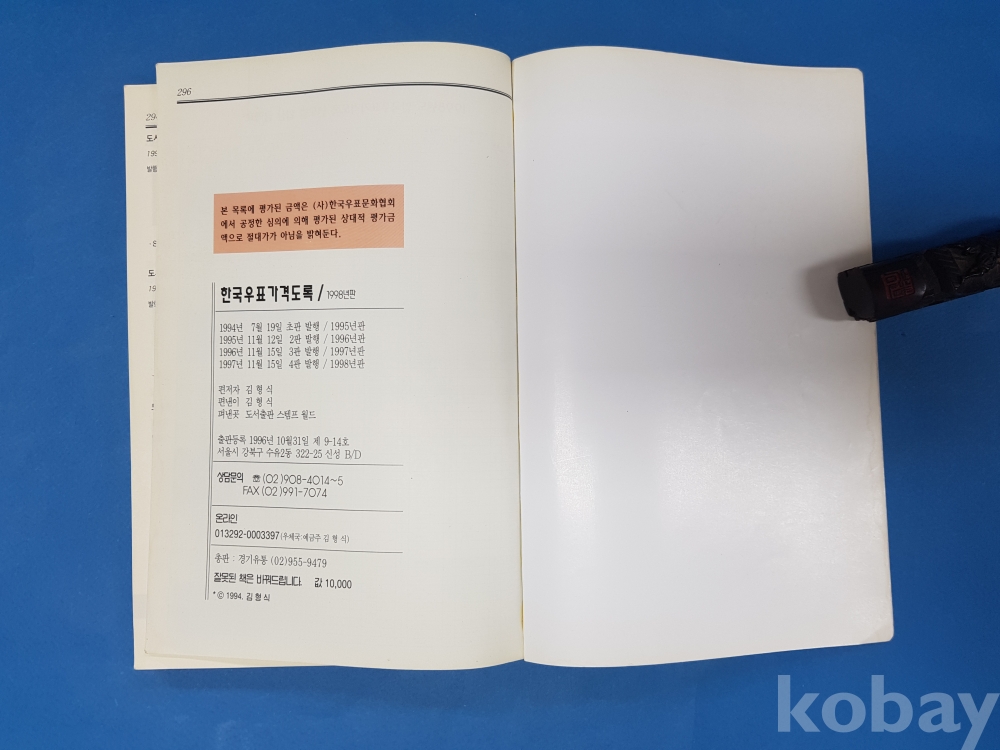 296
본 목록에 평가된 금액은 (사)한국우표문화협회
에서 공정한 심의에 의해 평가된 상대적 평가금
액으로 절대가가 아님을 밝혀둔다.
한국우표가격도록 / 1998년판
1994년 7월 19일 초판 발행 / 1995년판
1995년 11월 12일 2판 발행 / 1996년판
1996년 11월 15일 3판 발행 / 1997년판
1997년 11월 15일 4판 발행 / 1998년판
편저자 김 형 식
편낸이 김 형 식
펴낸곳 도서출판 스템프 월드
출판등록 1996년 10월31일 제 9-14호
서울시 강북구 수유2동 322-25 신성 B/D
상담문의 ☏ (02)908-4014~5
FAX (02)991-7074
온라인
013292-0003397 (우체국:예금주 김 형 식)
총판 : 경기유통 (02)955-9479
잘못된 책은 바꿔드립니다. 값 10,000
* © 1994. 김 형 식
kobay